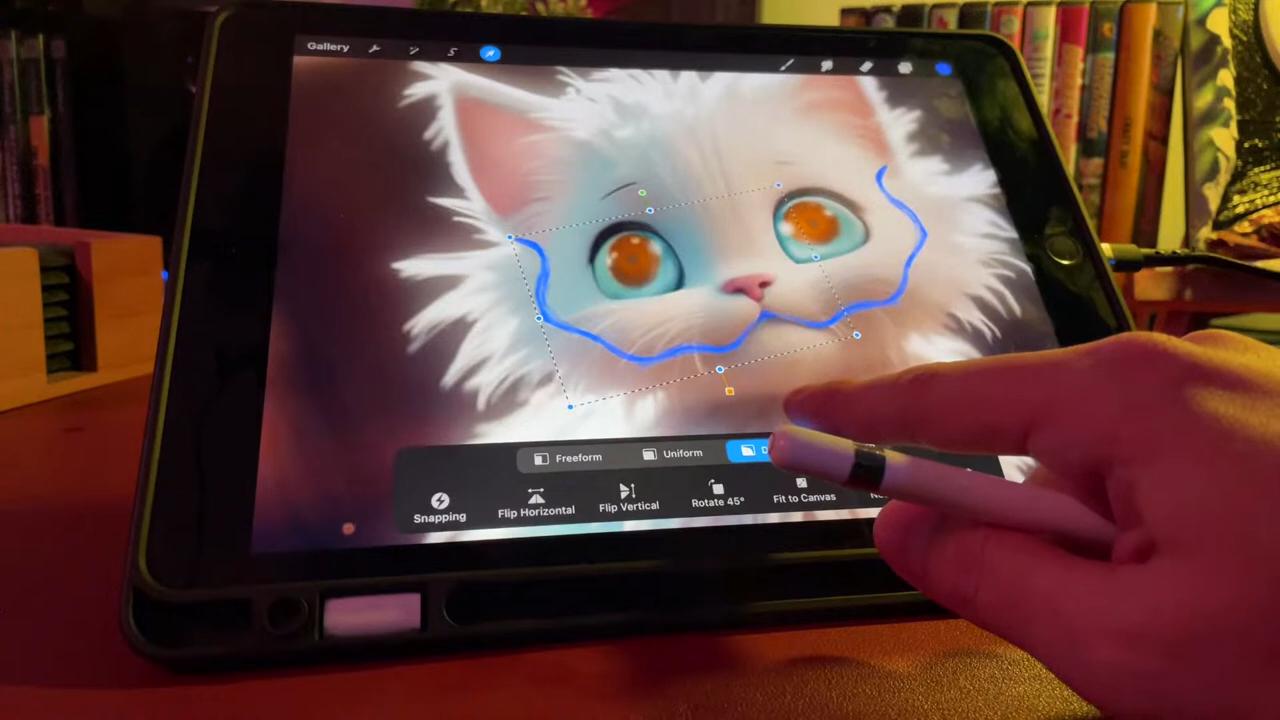 Gallery
Freeform Uniform D
Snapping Flip Horizontal Flip Vertical Rotate 45° Fit to Canvas